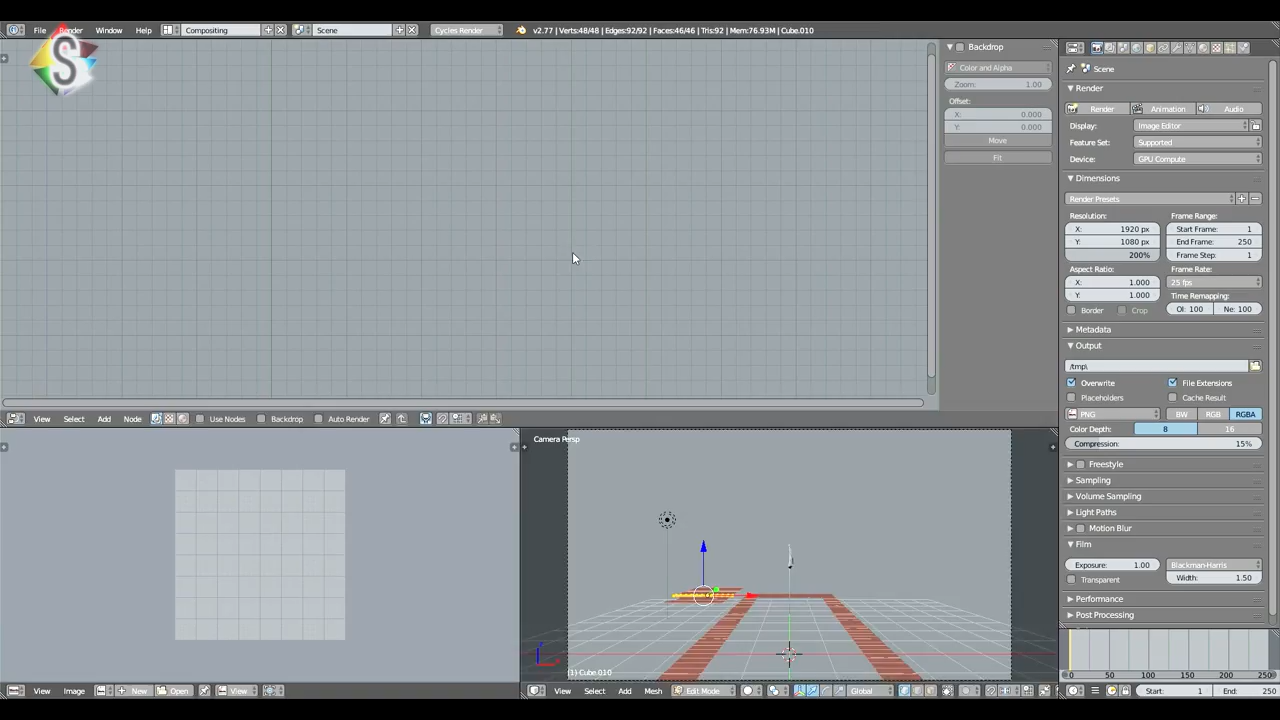 File Render Window Help Compositing Scene Cycles Render v2.77 | Verts:48/48 | Edges:92/92 | Faces:46/46 | Tris:92 | Mem:76.93M | Cube.010
S
Backdrop
Color and Alpha
Zoom: 1.00
Offset:
X: 0.000
Y: 0.000
Move
Fit
Scene
Render
Render Animation Audio
Display: Image Editor
Feature Set: Supported
Device: GPU Compute
Dimensions
Render Presets
Resolution: Frame Range:
X: 1920 px Start Frame: 1
Y: 1080 px End Frame: 250
200% Frame Step: 1
Aspect Ratio: Frame Rate:
X: 1.000 25 fps
Y: 1.000 Time Remapping:
Border Crop Ol: 100 Ne: 100
Metadata
Output
/tmp\
Overwrite File Extensions
Placeholders Cache Result
PNG BW RGB RGBA
Color Depth: 8 16
Compression: 15%
Freestyle
Sampling
Volume Sampling
Light Paths
Motion Blur
Film
Exposure: 1.00 Blackman-Harris
Transparent Width: 1.50
Performance
Post Processing
View Select Add Node Use Nodes Backdrop Auto Render
Camera Persp
(1) Cube.010
0 50 100 150 200 250
View Image New Open View
View Select Add Mesh Edit Mode Global
Start: 1 End: 250